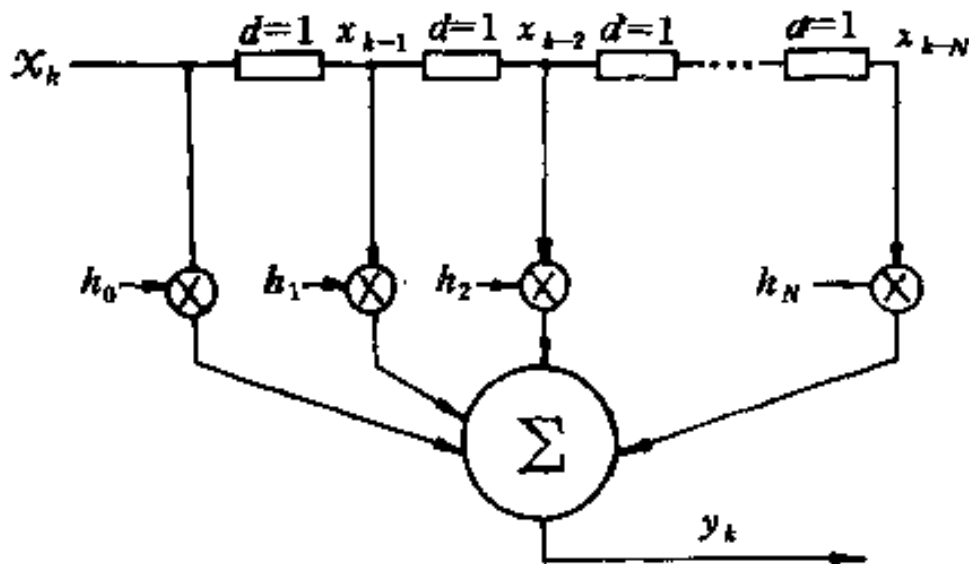 d=1 x_{k-1} d=1 x_{k-2} d=1 d=1 x_{k-N}
X_k
h_0 h_1 h_2 h_N
Σ
y_k